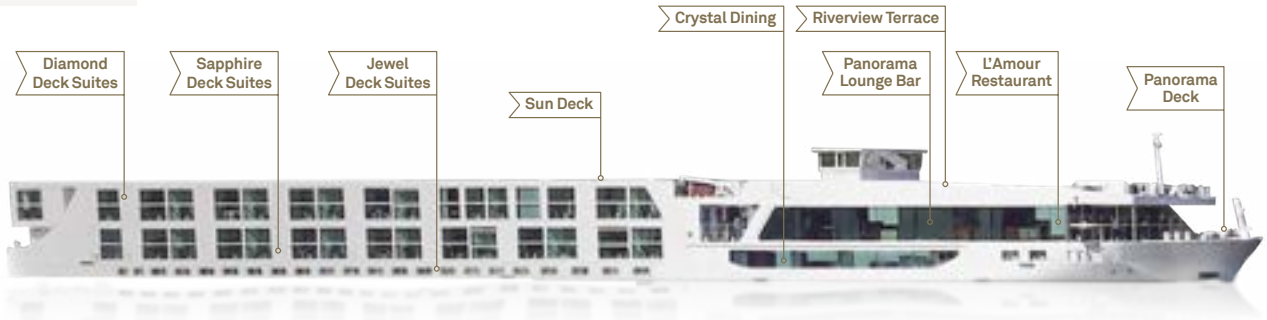 Crystal Dining
Riverview Terrace
Diamond
Deck Suites
Sapphire
Deck Suites
Jewel
Deck Suites
Panorama
Lounge Bar
L'Amour
Restaurant
Panorama
Deck
Sun Deck